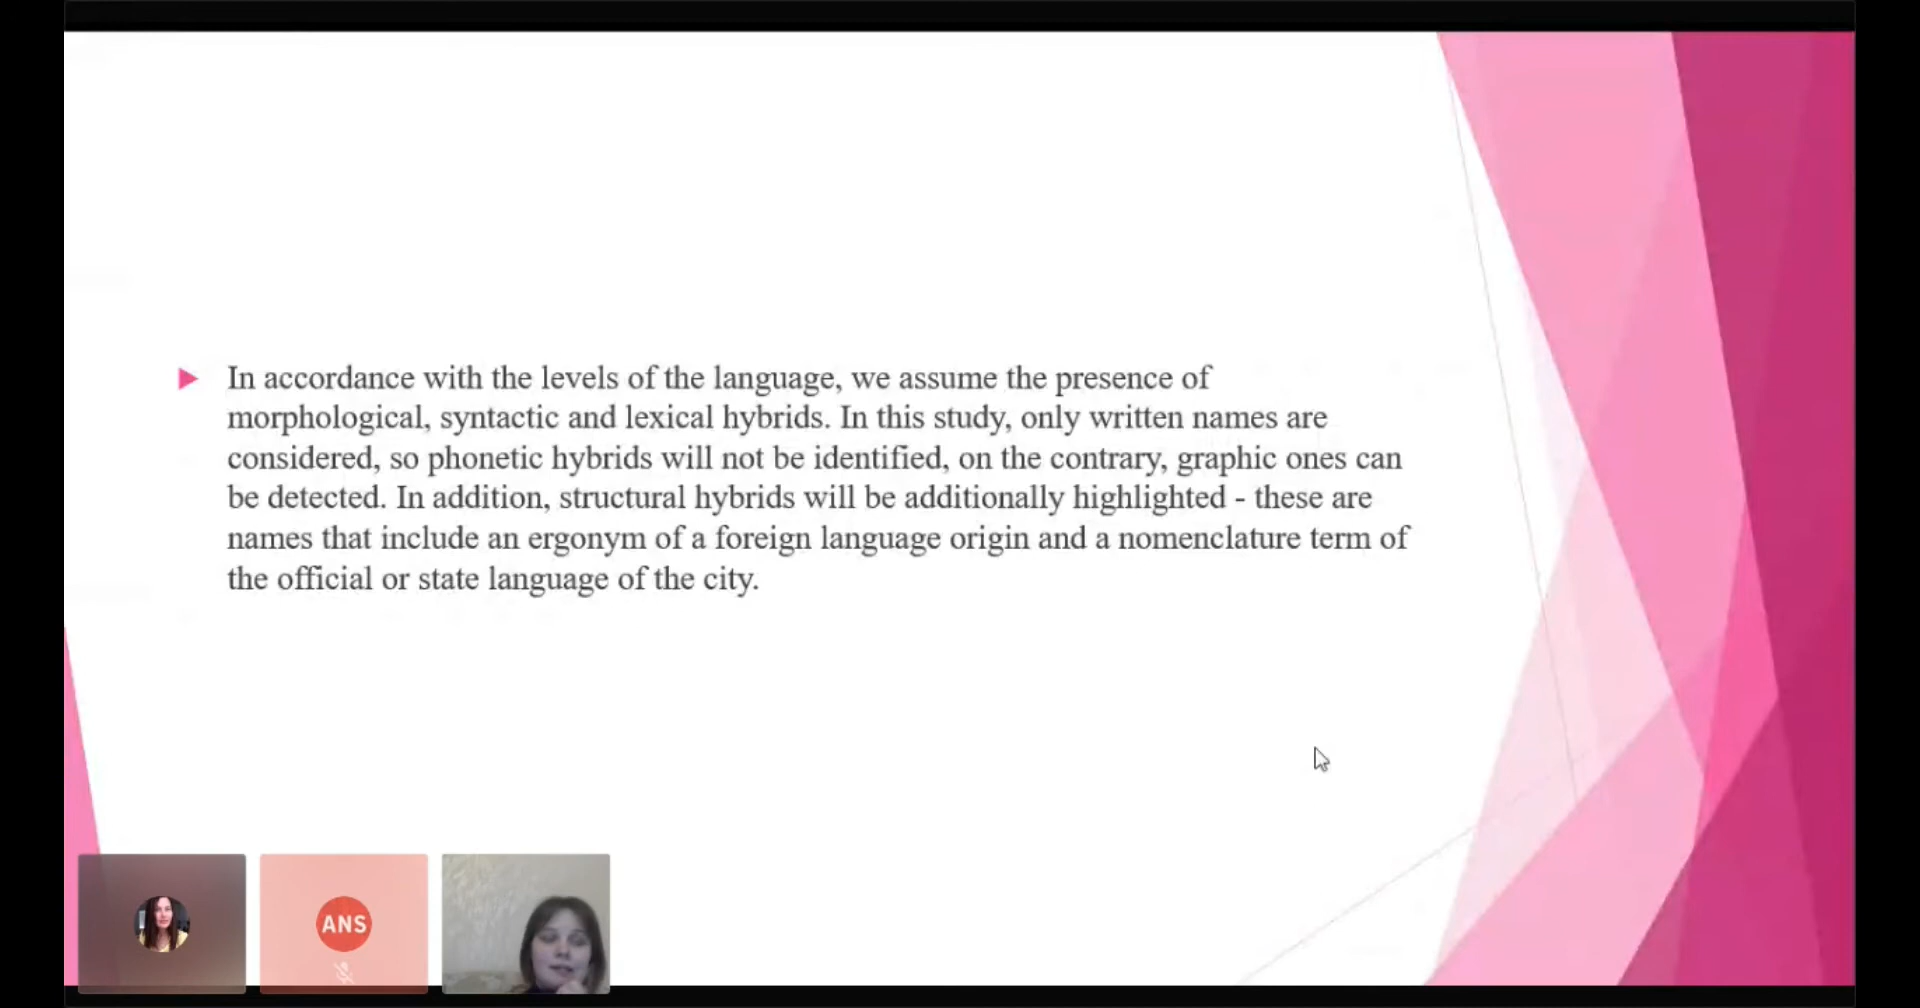 In accordance with the levels of the language, we assume the presence of
morphological, syntactic and lexical hybrids. In this study, only written names are
considered, so phonetic hybrids will not be identified, on the contrary, graphic ones can
be detected. In addition, structural hybrids will be additionally highlighted - these are
names that include an ergonym of a foreign language origin and a nomenclature term of
the official or state language of the city.
ANS